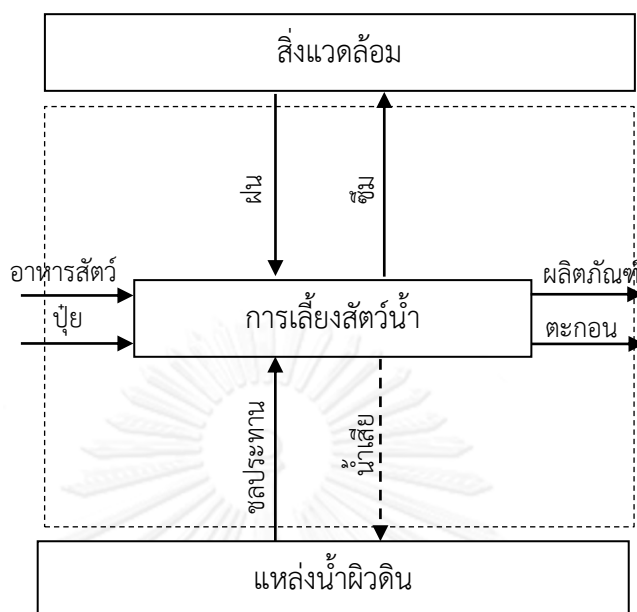 สิ่งแวดล้อม
ฝน
ซึม
อาหารสัตว์
ปุ๋ย
การเลี้ยงสัตว์น้ำ
ผลิตภัณฑ์
ตะกอน
ชลประทาน
น้ำเสีย
แหล่งน้ำผิวดิน